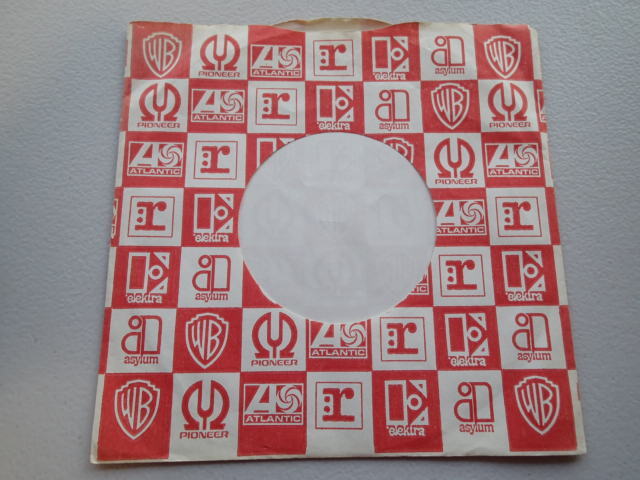 WB PIONEER ATLANTIC r elektra asylum WB
PIONEER ATLANTIC r elektra asylum WB PIONEER
ATLANTIC r PIONEER ATLANTIC
r elektra ATLANTIC r
elektra asylum r elektra
asylum WB PIONEER ATLANTIC r elektra asylum
WB PIONEER ATLANTIC r elektra asylum WB